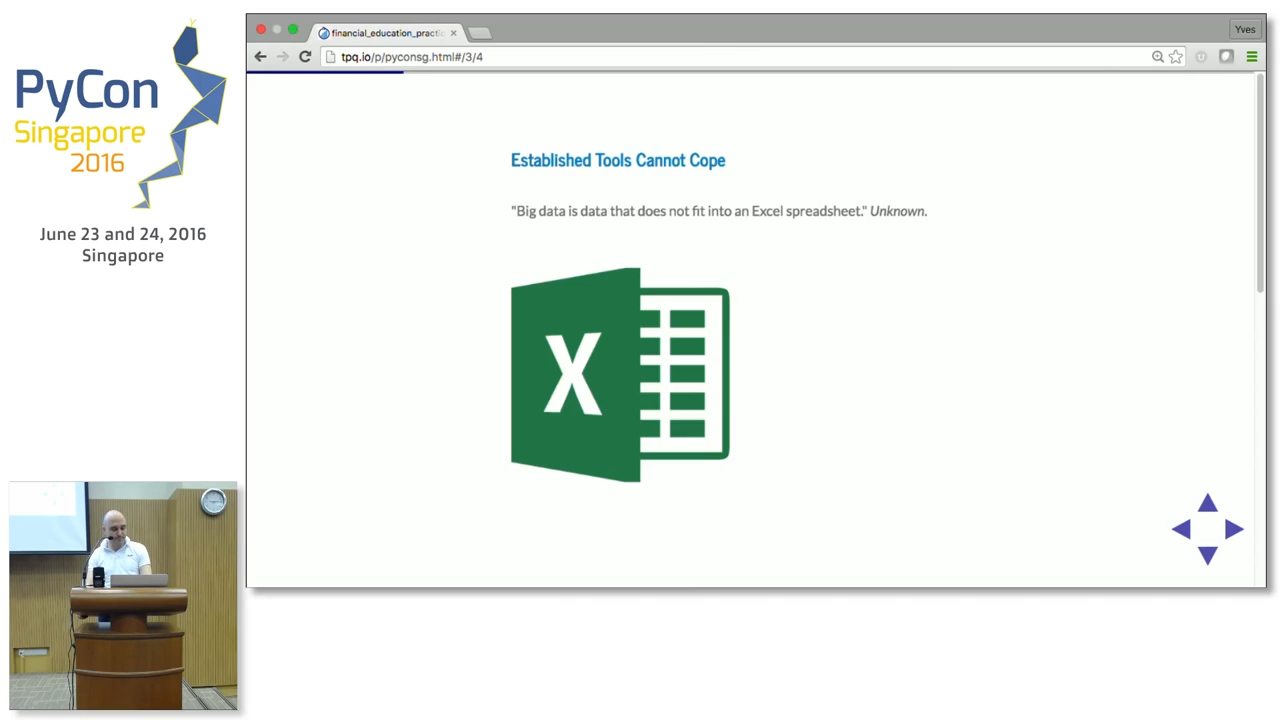 PyCon
Singapore
2016
June 23 and 24, 2016
Singapore
financial_education_practi
Yves
tpq.io/p/pyconsg.html#/3/4
Established Tools Cannot Cope
"Big data is data that does not fit into an Excel spreadsheet." Unknown.
X